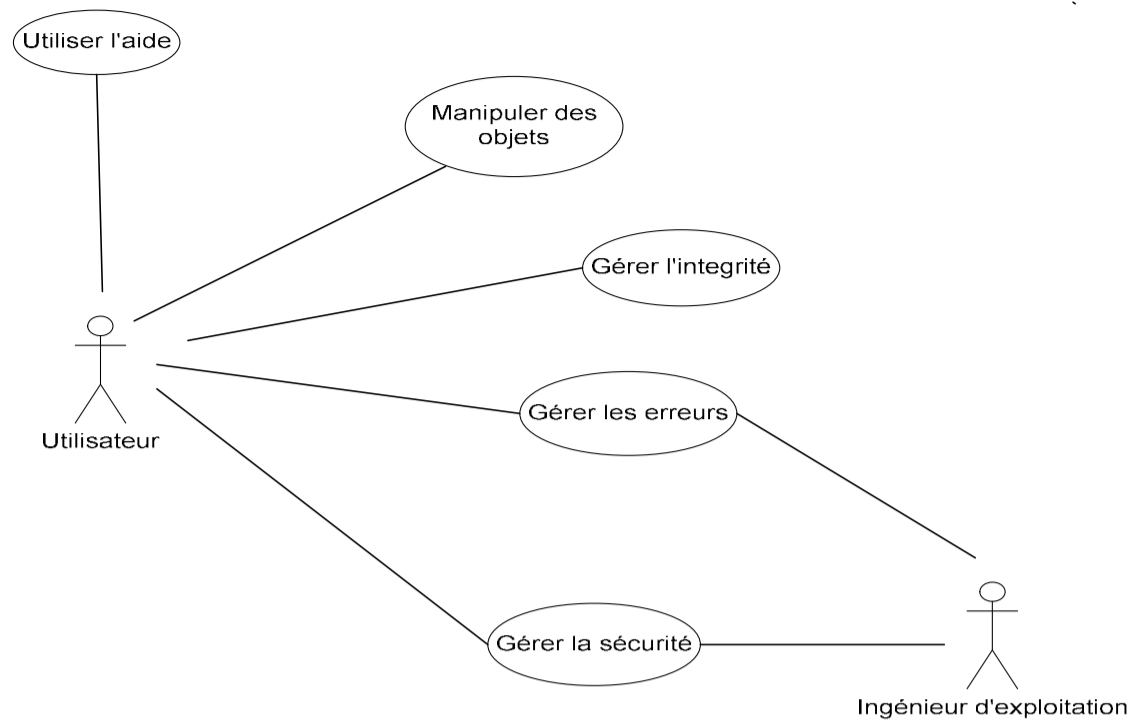 Utiliser l'aide
Manipuler des
objets
Gérer l'integrité
Gérer les erreurs
Utilisateur
Gérer la sécurité
Ingénieur d'exploitation